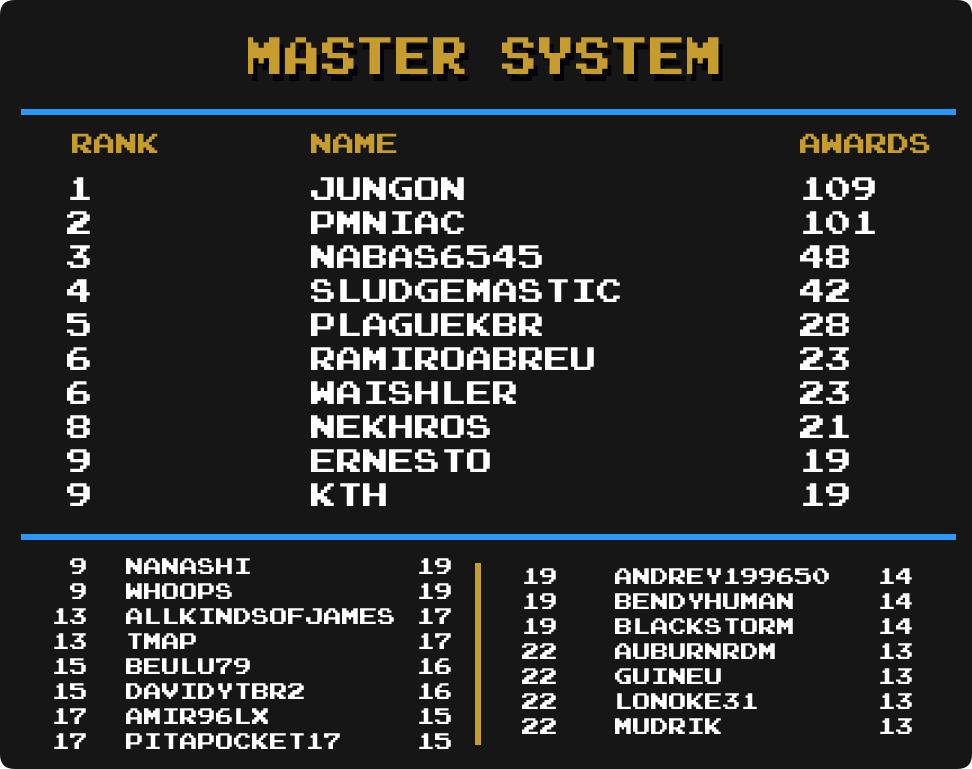 MASTER SYSTEM
RANK NAME AWARDS
1 JUNGON 109
2 PMNIAC 101
3 NABAS6545 48
4 SLUDGEMASTIC 42
5 PLAGUEKBR 28
6 RAMIROABREU 23
6 WAISHLER 23
8 NEKHROS 21
9 ERNESTO 19
9 KTH 19
9 NANASHI 19
9 WHOOPS 19
13 ALLKINDSOFJAMES 17
13 TMAP 17
15 BEULU79 16
15 DAVIDYTBR2 16
17 AMIR96LX 15
17 PITAPOCKET17 15
19 ANDREY199650 14
19 BENDYHUMAN 14
19 BLACKSTORM 14
22 AUBURNRDM 13
22 GUINEU 13
22 LONOKE31 13
22 MUDRIK 13